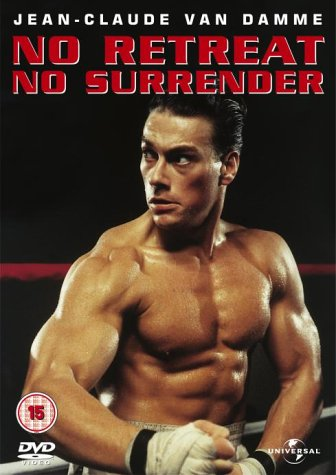 JEAN-CLAUDE VAN DAMME
NO RETREAT
NO SURRENDER
15
DVD
VIDEO
UNIVERSAL